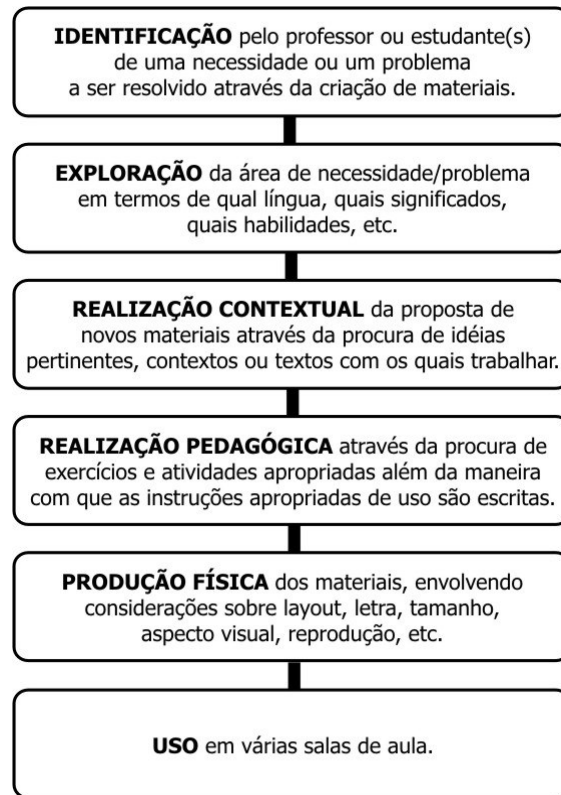 IDENTIFICAÇÃO pelo professor ou estudante(s)
de uma necessidade ou um problema
a ser resolvido através da criação de materiais.
EXPLORAÇÃO da área de necessidade/problema
em termos de qual língua, quais significados,
quais habilidades, etc.
REALIZAÇÃO CONTEXTUAL da proposta de
novos materiais através da procura de idéias
pertinentes, contextos ou textos com os quais trabalhar.
REALIZAÇÃO PEDAGÓGICA através da procura de
exercícios e atividades apropriadas além da maneira
com que as instruções apropriadas de uso são escritas.
PRODUÇÃO FÍSICA dos materiais, envolvendo
considerações sobre layout, letra, tamanho,
aspecto visual, reprodução, etc.
USO em várias salas de aula.